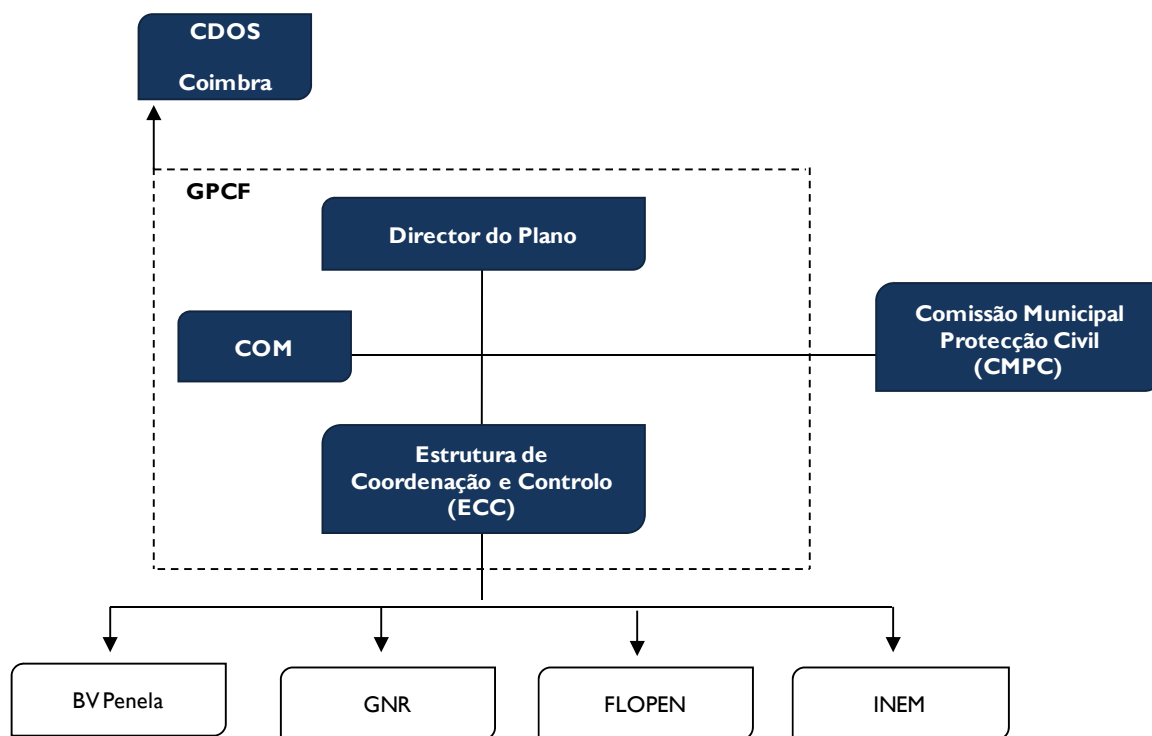 CDOS
Coimbra
GPCF
Director do Plano
COM
Comissão Municipal
Protecção Civil
(CMPC)
Estrutura de
Coordenação e Controlo
(ECC)
BV Penela
GNR
FLOPEN
INEM